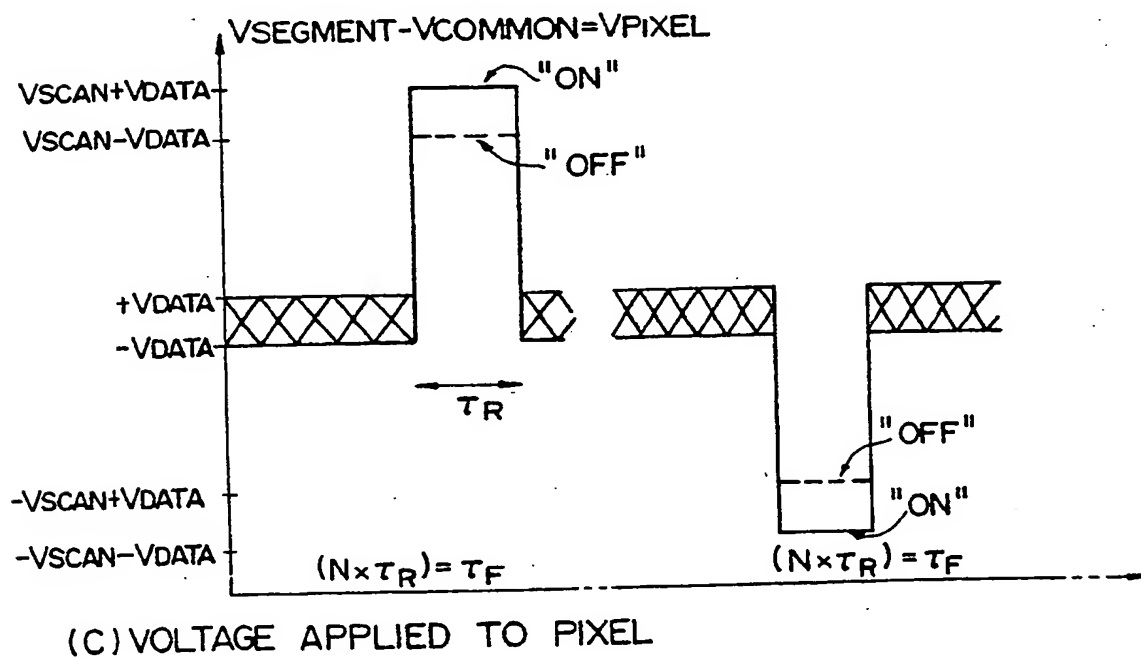 VSEGMENT-VCOMMON=VPIXEL
VSCAN+VDATA
"ON"
VSCAN-VDATA
"OFF"
+VDATA
-VDATA
τR
"OFF"
-VSCAN+VDATA
"ON"
-VSCAN-VDATA
(N×τR)=τF
(N×τR)=τF
(C) VOLTAGE APPLIED TO PIXEL